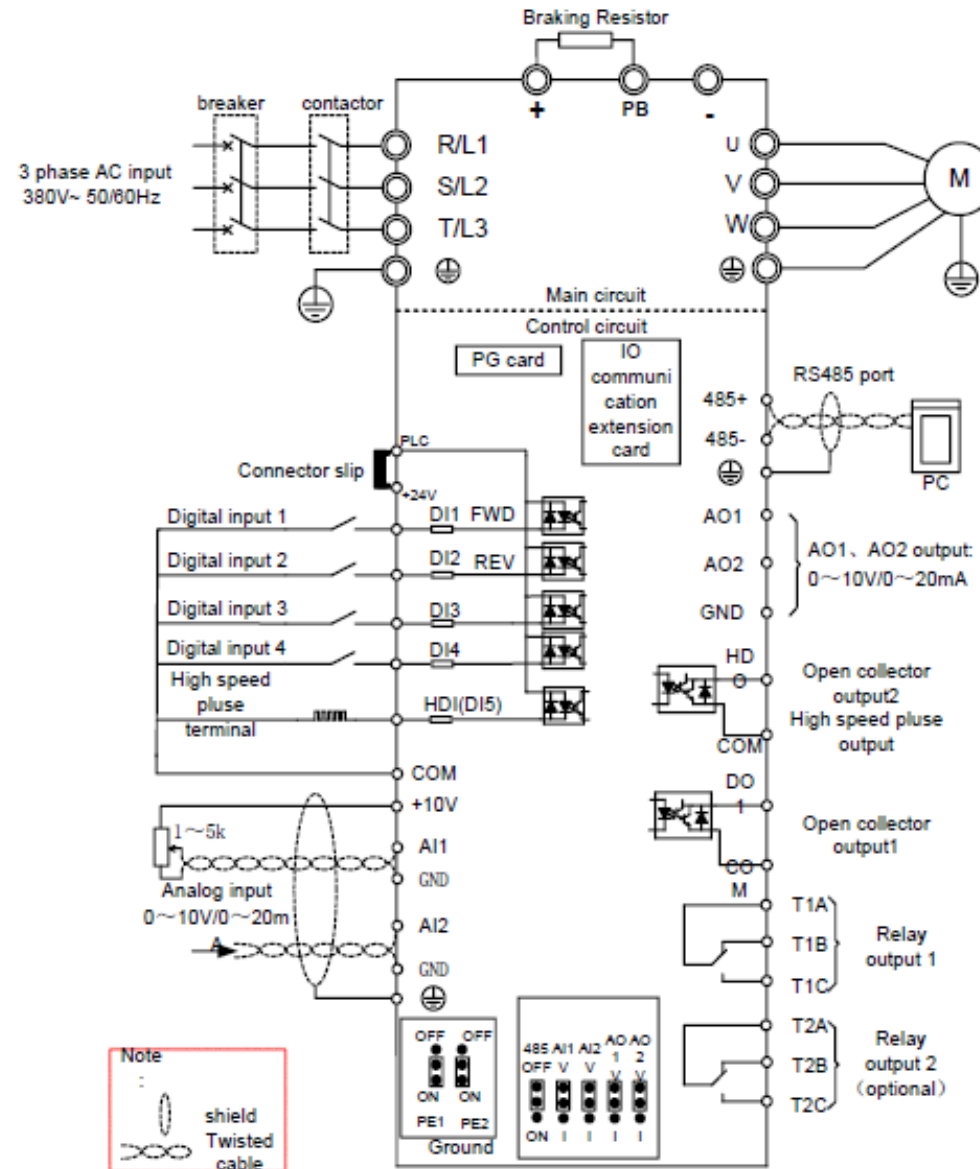 Braking Resistor
+
PB
-
breaker
contactor
3 phase AC input
380V~ 50/60Hz
R/L1
S/L2
T/L3
U
V
W
M
Main circuit
Control circuit
PG card
IO
communi
cation
extension
card
RS485 port
485+
485-
PC
PLC
Connector slip
+24V
Digital input 1
DI1 FWD
Digital input 2
DI2 REV
Digital input 3
DI3
Digital input 4
DI4
High speed
pluse
terminal
HDI(DI5)
COM
+10V
1～5k
AI1
GND
Analog input
0～10V/0～20m
A
AI2
GND
AO1
AO2
GND
AO1、AO2 output:
0～10V/0～20mA
HD
O
COM
Open collector
output2
High speed pluse
output
DO
1
CO
M
Open collector
output1
T1A
T1B
T1C
Relay
output 1
T2A
T2B
T2C
Relay
output 2
（optional）
OFF OFF
ON ON
PE1 PE2
Ground
485 AI1 AI2 AO AO
1 2
OFF V V V V
ON I I I I
Note
:
shield
Twisted
cable